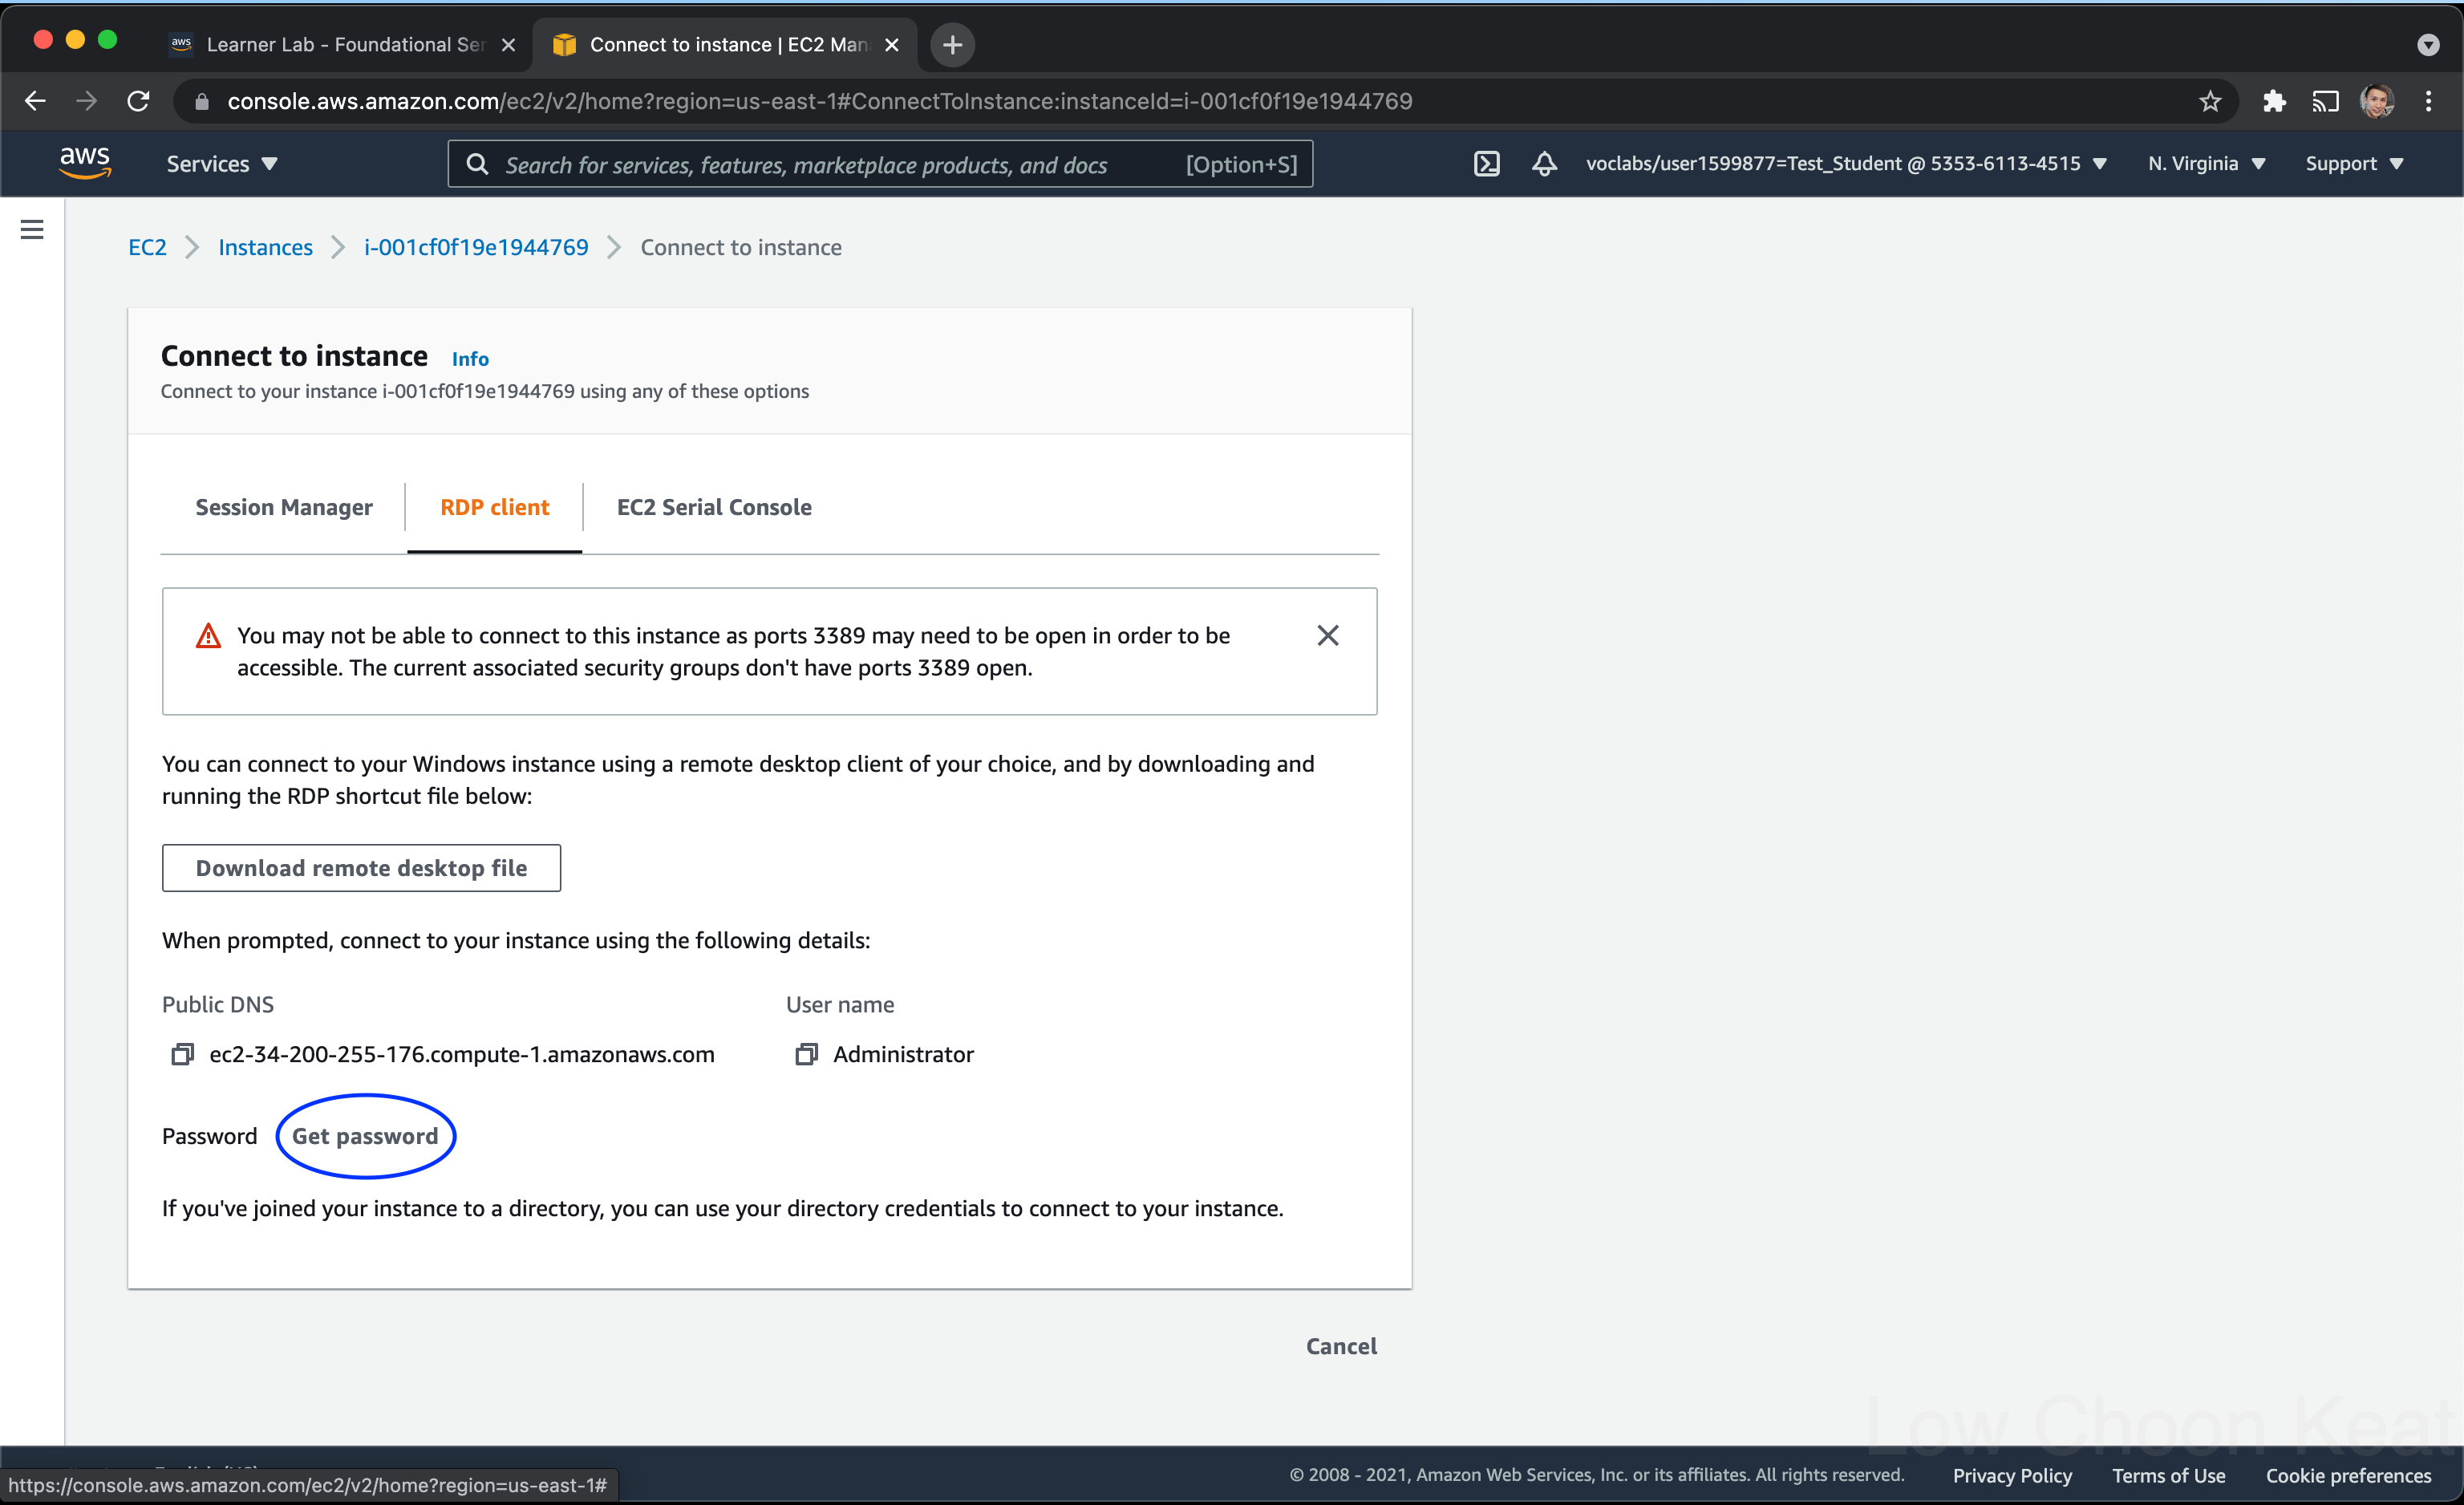 aws Learner Lab - Foundational Ser
Connect to instance | EC2 Man
console.aws.amazon.com/ec2/v2/home?region=us-east-1#ConnectToInstance:instanceId=i-001cf0f19e1944769
aws Services Search for services, features, marketplace products, and docs [Option+S] voclabs/user1599877=Test_Student @ 5353-6113-4515 N. Virginia Support
EC2 Instances i-001cf0f19e1944769 Connect to instance
Connect to instance Info
Connect to your instance i-001cf0f19e1944769 using any of these options
Session Manager RDP client EC2 Serial Console
You may not be able to connect to this instance as ports 3389 may need to be open in order to be
accessible. The current associated security groups don't have ports 3389 open.
You can connect to your Windows instance using a remote desktop client of your choice, and by downloading and
running the RDP shortcut file below:
Download remote desktop file
When prompted, connect to your instance using the following details:
Public DNS User name
ec2-34-200-255-176.compute-1.amazonaws.com Administrator
Password Get password
If you've joined your instance to a directory, you can use your directory credentials to connect to your instance.
Cancel
Low Choon Keat
© 2008 - 2021, Amazon Web Services, Inc. or its affiliates. All rights reserved. Privacy Policy Terms of Use Cookie preferences
https://console.aws.amazon.com/ec2/v2/home?region=us-east-1#